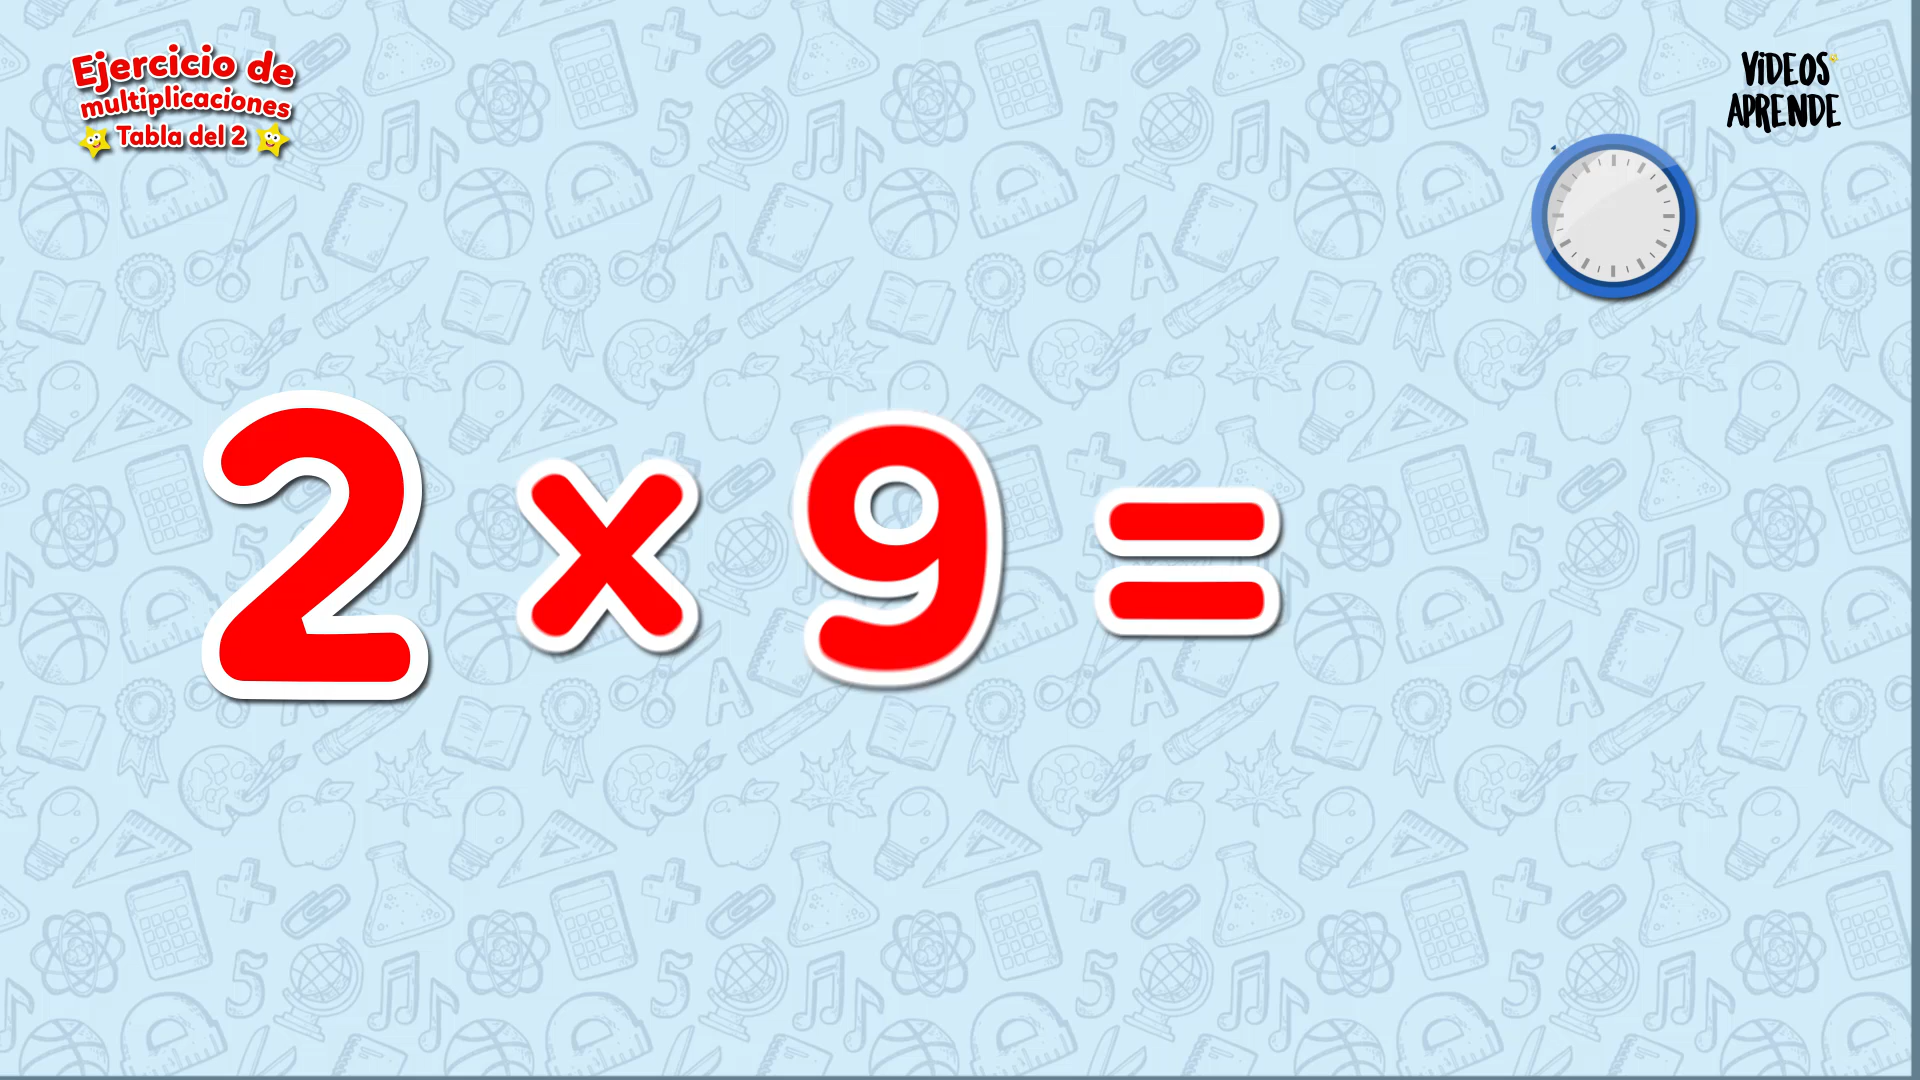 Ejercicio de
multiplicaciones
Tabla del 2
VIDEOS
APRENDE
2 x 9 =